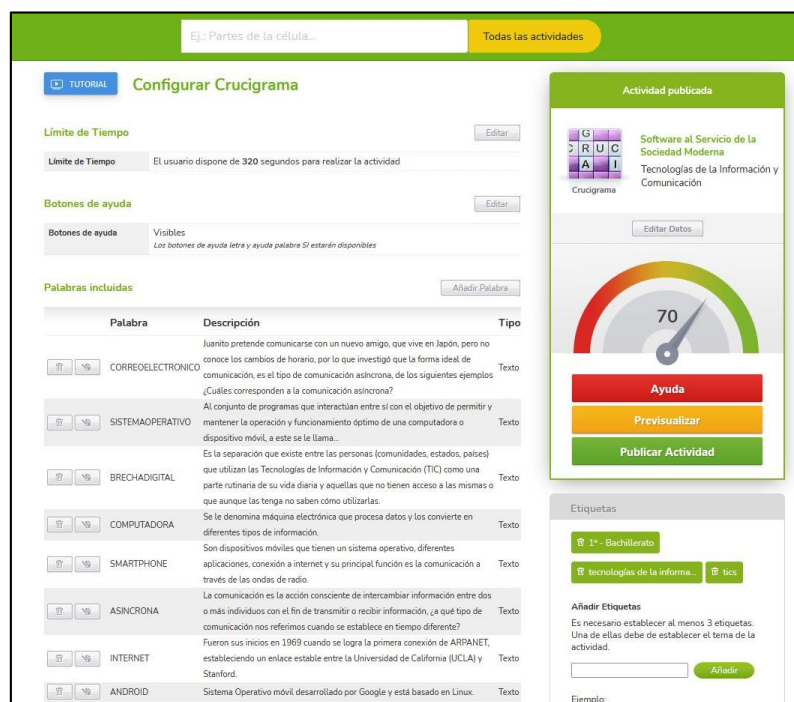 Ej.: Partes de la célula...
Todas las actividades
TUTORIAL
Configurar Crucigrama
Límite de Tiempo
Editar
Límite de Tiempo
El usuario dispone de 320 segundos para realizar la actividad
Botones de ayuda
Editar
Botones de ayuda
Visibles
Los botones de ayuda letra y ayuda palabra SI estarán disponibles
Palabras incluidas
Añadir Palabra
Palabra Descripción Tipo
CORREOELECTRONICO
Juanito pretende comunicarse con un nuevo amigo, que vive en Japón, pero no
conoce los cambios de horario, por lo que investigó que la forma ideal de
comunicación, es el tipo de comunicación asíncrona, de los siguientes ejemplos
¿Cuáles corresponden a la comunicación asíncrona?
Texto
SISTEMAOPERATIVO
Al conjunto de programas que interactúan entre sí con el objetivo de permitir y
mantener la operación y funcionamiento óptimo de una computadora o
dispositivo móvil, a este se le llama...
Texto
BRECHADIGITAL
Es la separación que existe entre las personas (comunidades, estados, países)
que utilizan las Tecnologías de Información y Comunicación (TIC) como una
parte rutinaria de su vida diaria y aquellas que no tienen acceso a las mismas o
que aunque las tenga no saben cómo utilizarlas.
Texto
COMPUTADORA
Se le denomina máquina electrónica que procesa datos y los convierte en
diferentes tipos de información.
Texto
SMARTPHONE
Son dispositivos móviles que tienen un sistema operativo, diferentes
aplicaciones, conexión a internet y su principal función es la comunicación a
través de las ondas de radio.
Texto
ASINCRONA
La comunicación es la acción consciente de intercambiar información entre dos
o más individuos con el fin de transmitir o recibir información, ¿a qué tipo de
comunicación nos referimos cuando se establece en tiempo diferente?
Texto
INTERNET
Fueron sus inicios en 1969 cuando se logra la primera conexión de ARPANET,
estableciendo un enlace estable entre la Universidad de California (UCLA) y
Stanford.
Texto
ANDROID
Sistema Operativo móvil desarrollado por Google y está basado en Linux.
Texto
Actividad publicada
G
C R U C
A I
Crucigrama
Software al Servicio de la
Sociedad Moderna
Tecnologías de la Información y
Comunicación
Editar Datos
70
Ayuda
Previsualizar
Publicar Actividad
Etiquetas
1º - Bachillerato
tecnologías de la informa...
tics
Añadir Etiquetas
Es necesario establecer al menos 3 etiquetas.
Una de ellas debe de establecer el tema de la
actividad.
Añadir
Ejemplo: